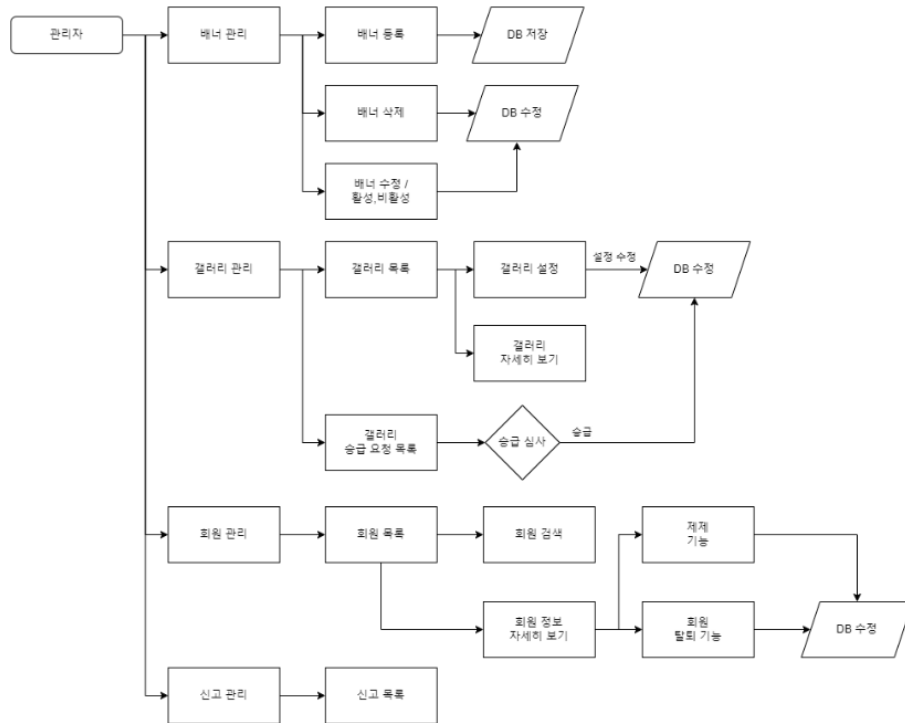 관리자
배너 관리
배너 등록
DB 저장
배너 삭제
DB 수정
배너 수정 /
활성,비활성
갤러리 관리
갤러리 목록
갤러리 설정
설정 수정
DB 수정
갤러리
자세히 보기
갤러리
승급 요청 목록
승급 심사
승급
회원 관리
회원 목록
회원 검색
제제
기능
회원 정보
자세히 보기
회원
탈퇴 기능
DB 수정
신고 관리
신고 목록